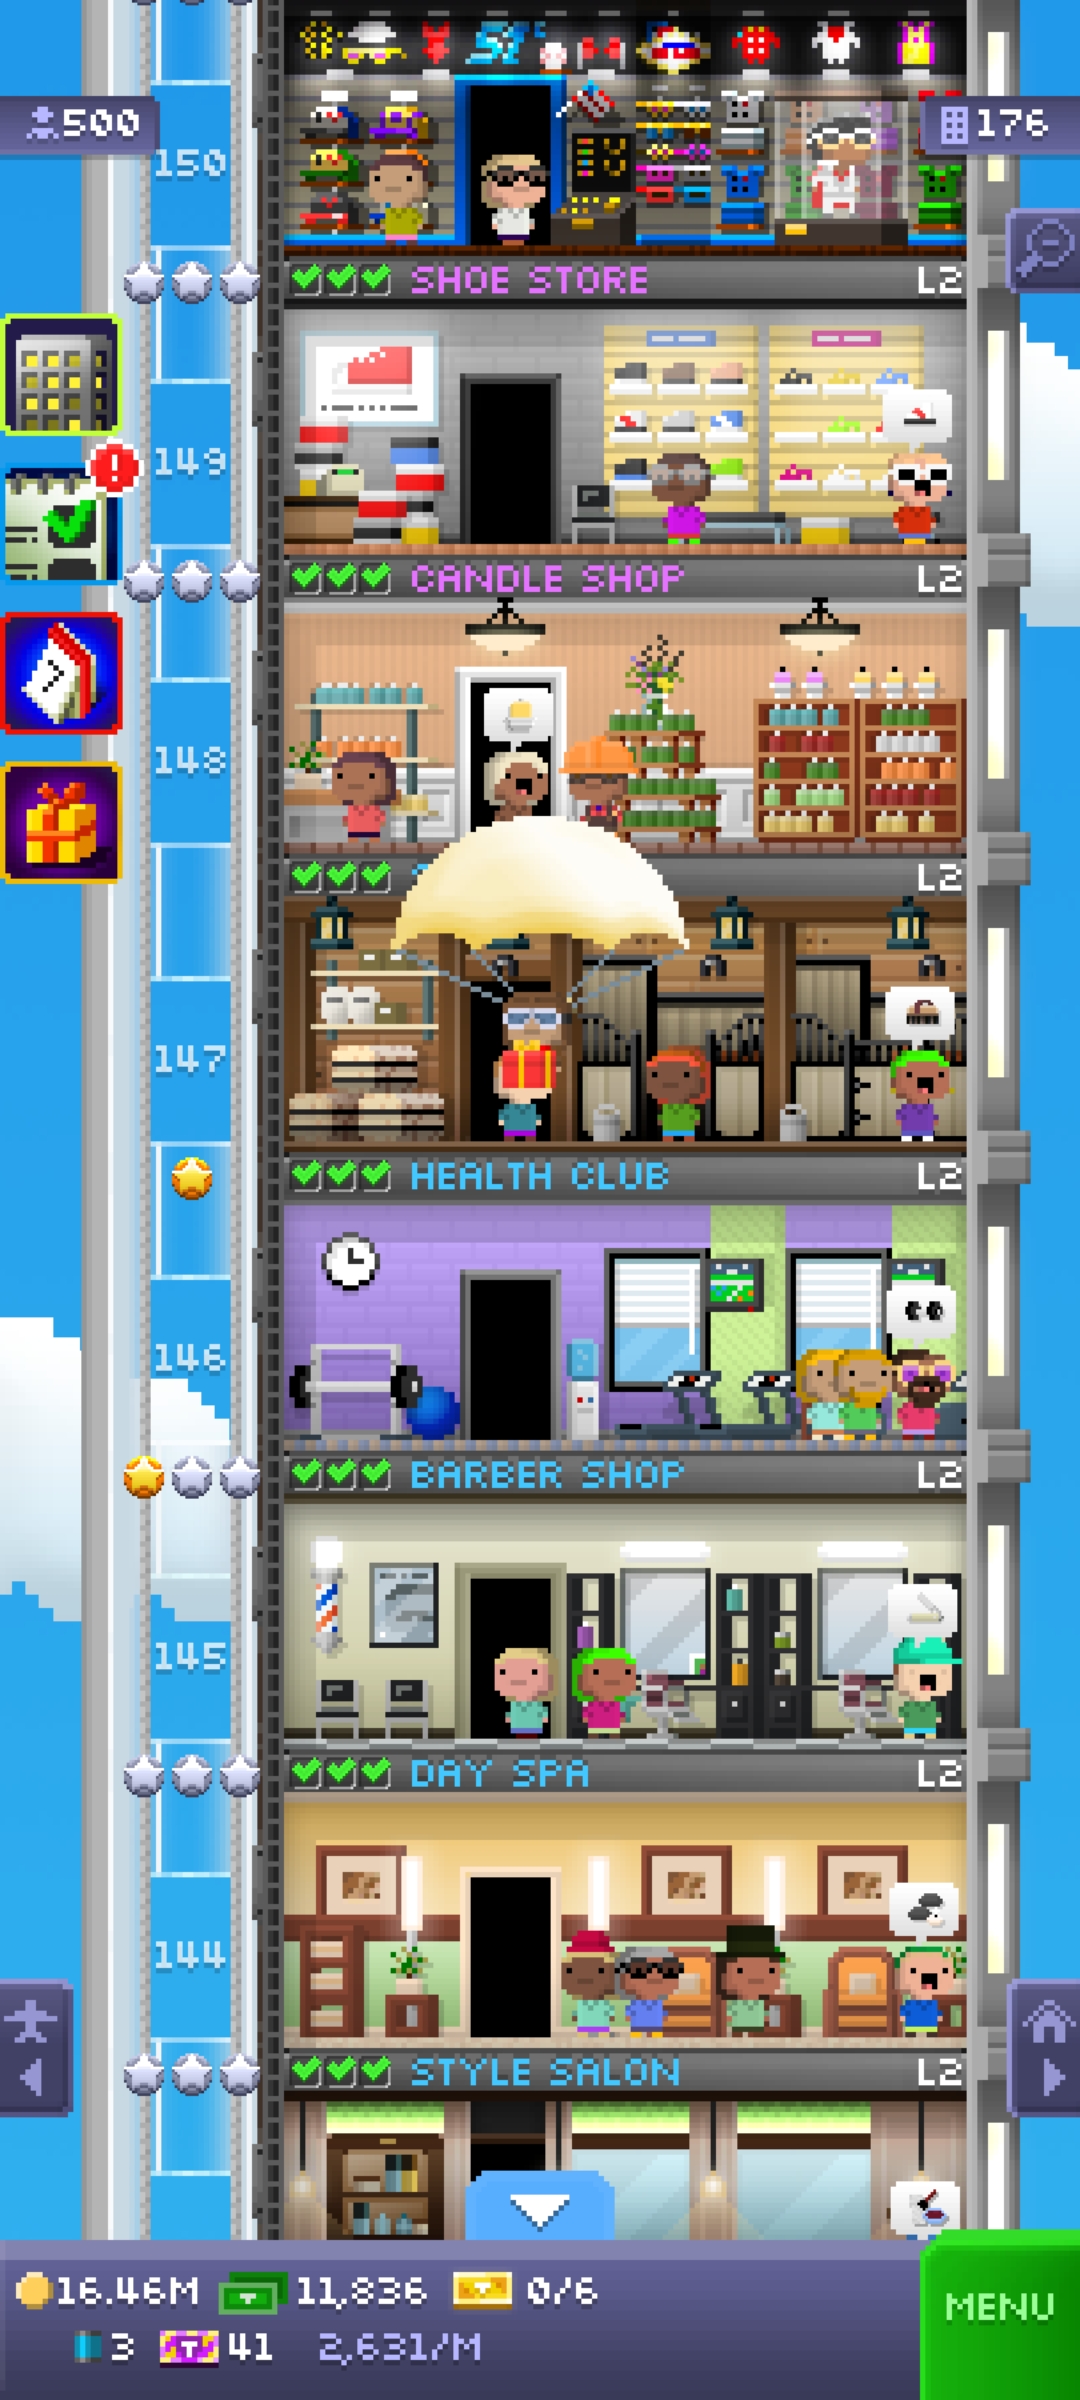 500
176
150
SHOE STORE L2
149
CANDLE SHOP L2
148
L2
147
HEALTH CLUB L2
146
BARBER SHOP L2
145
DAY SPA L2
144
STYLE SALON L2
16.46M 11,836 0/6
3 41 2,631/M
MENU